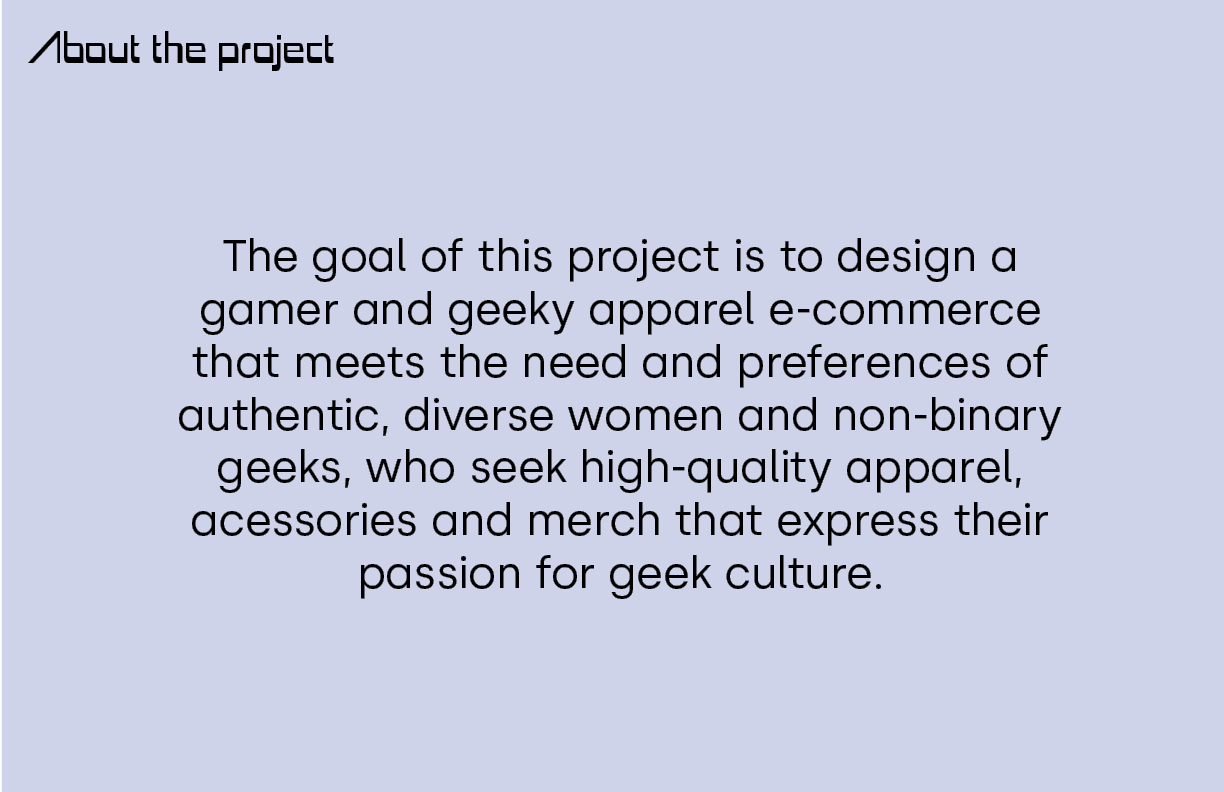 About the project
The goal of this project is to design a
gamer and geeky apparel e-commerce
that meets the need and preferences of
authentic, diverse women and non-binary
geeks, who seek high-quality apparel,
acessories and merch that express their
passion for geek culture.